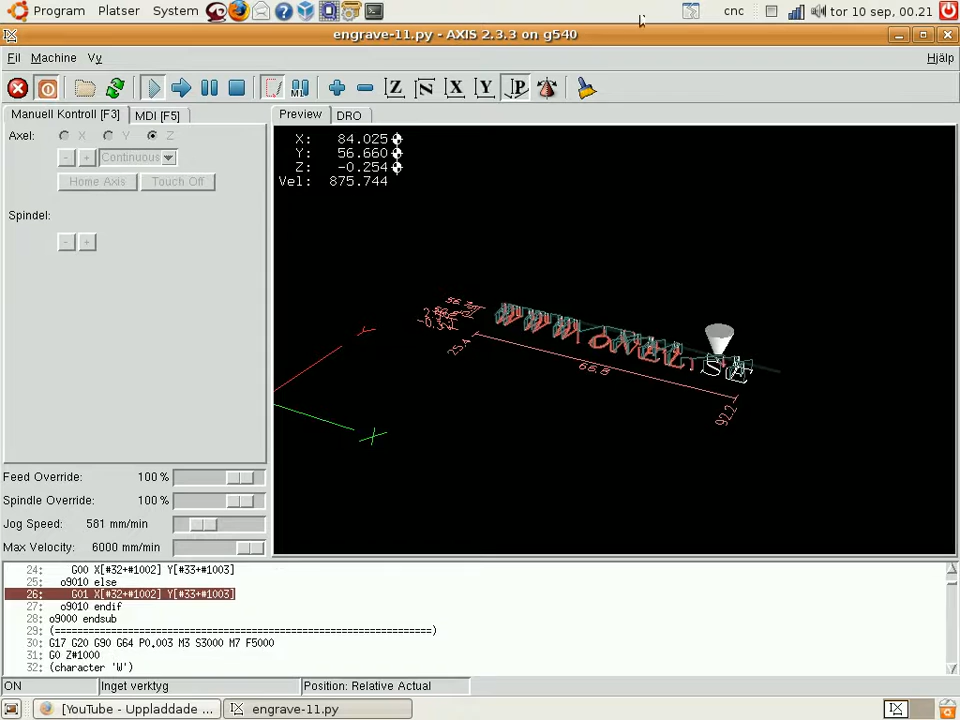 Program Platser System cnc tor 10 sep, 00.21
engrave-11.py - AXIS 2.3.3 on g540
Fil Machine Vy Hjälp
Manuell Kontroll [F3] MDI [F5] Preview DRO
Axel: X Y Z
- + Continuous
Home Axis Touch Off
Spindel:
- +
X: 84.025
Y: 56.660
Z: -0.254
Vel: 875.744
25.4
66.8
92.2
Y
X
Feed Override: 100 %
Spindle Override: 100 %
Jog Speed: 581 mm/min
Max Velocity: 6000 mm/min
24: G00 X[#32+#1002] Y[#33+#1003]
25: o9010 else
26: G01 X[#32+#1002] Y[#33+#1003]
27: o9010 endif
28: o9000 endsub
29: (==============================================================)
30: G17 G20 G90 G64 P0.003 M3 S3000 M7 F5000
31: G0 Z#1000
32: (character 'W')
ON Inget verktyg Position: Relative Actual
[YouTube - Uppladdade ... engrave-11.py